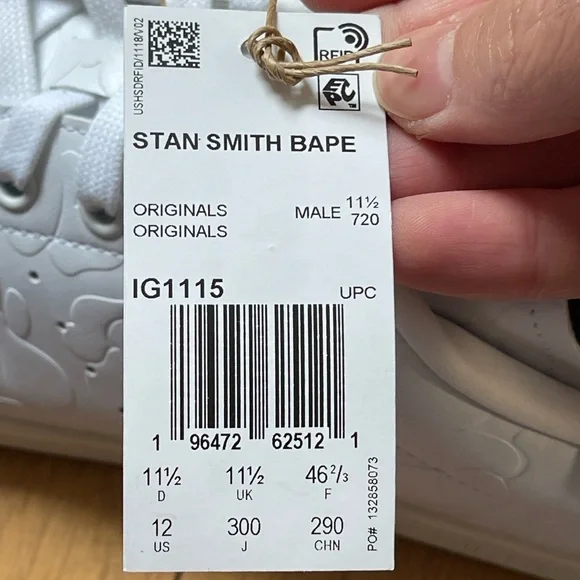 USHSDRFID/1118/V02
RFID
EPC™
STAN SMITH BAPE
ORIGINALS MALE 11½
ORIGINALS 720
IG1115 UPC
1 96472 62512 1
11½ 11½ 46²/₃
D UK F
12 300 290
US J CHN
PO# 132858073